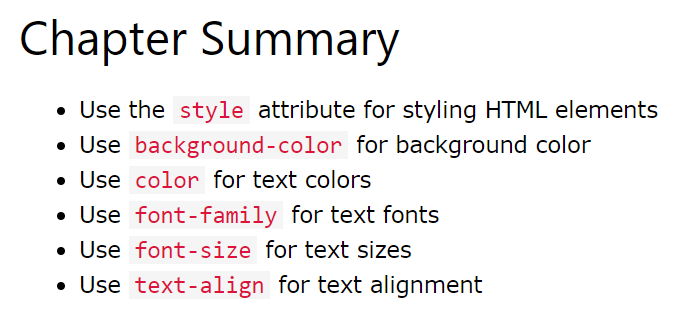 Chapter Summary
Use the style attribute for styling HTML elements
Use background-color for background color
Use color for text colors
Use font-family for text fonts
Use font-size for text sizes
Use text-align for text alignment